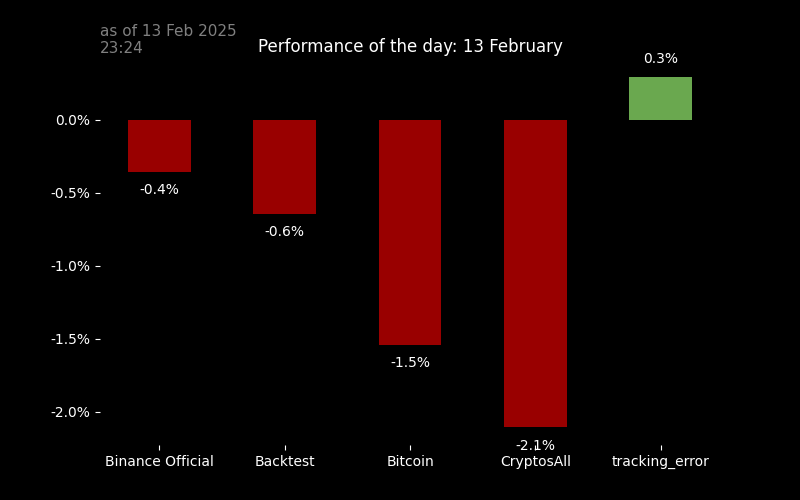 as of 13 Feb 2025
23:24
Performance of the day: 13 February
0.3%
0.0%
-0.5%
-1.0%
-1.5%
-2.0%
-0.4%
-0.6%
-1.5%
-2.1%
Binance Official
Backtest
Bitcoin
CryptosAll
tracking_error